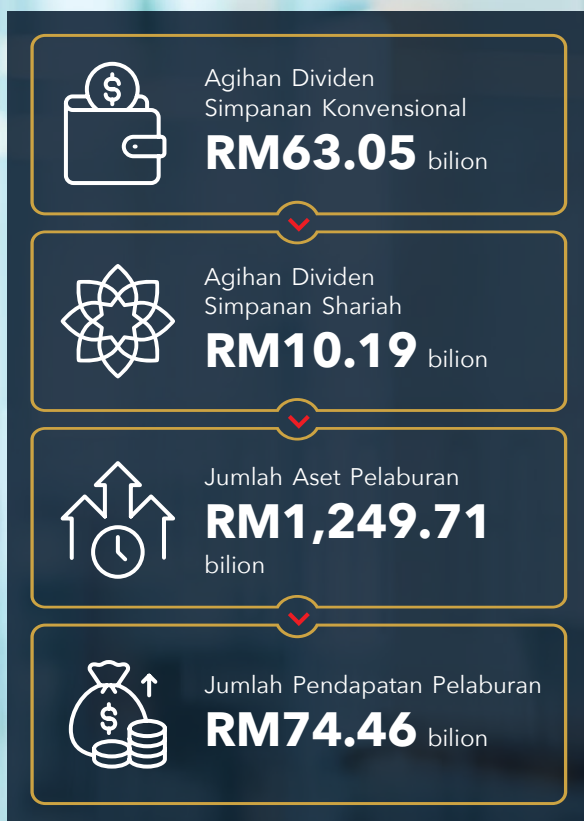 Agihan Dividen
Simpanan Konvensional
RM63.05 bilion
Agihan Dividen
Simpanan Shariah
RM10.19 bilion
Jumlah Aset Pelaburan
RM1,249.71
bilion
Jumlah Pendapatan Pelaburan
RM74.46 bilion